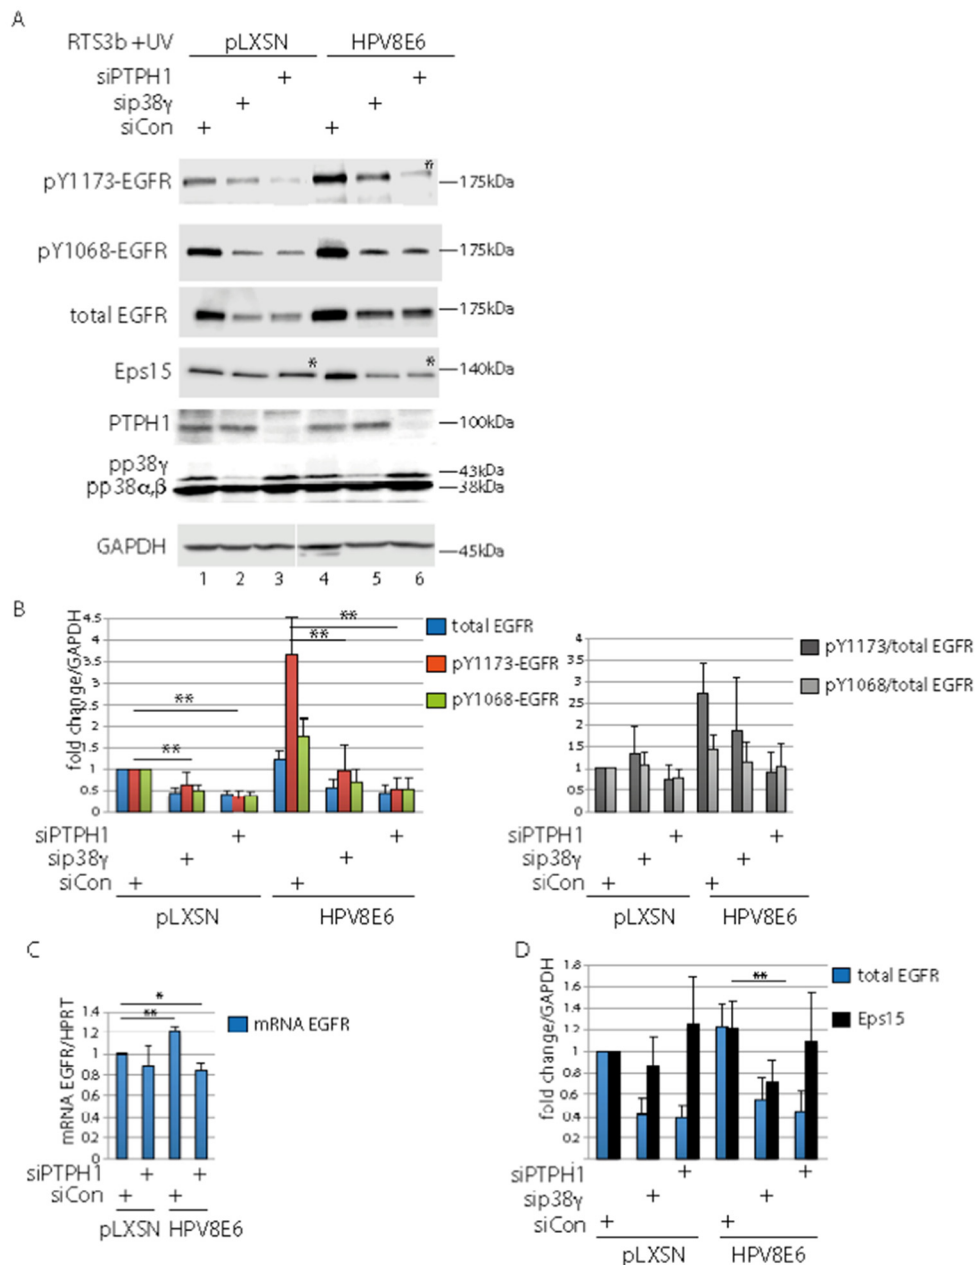 A
RTS3b +UV pLXSN HPV8E6
siPTPH1 + +
sip38γ + +
siCon + +
pY1173-EGFR * —175kDa
pY1068-EGFR —175kDa
total EGFR —175kDa
Eps15 * * —140kDa
PTPH1 —100kDa
pp38γ —43kDa
pp38α,β —38kDa
GAPDH —45kDa
1 2 3 4 5 6
B
fold change/GAPDH
4.5
4
3.5
3
2.5
2
1.5
1
0.5
0
** ** ** **
total EGFR
pY1173-EGFR
pY1068-EGFR
siPTPH1 + +
sip38γ + +
siCon + +
pLXSN HPV8E6
4
3.5
3
2.5
2
1.5
1
0.5
0
pY1173/total EGFR
pY1068/total EGFR
siPTPH1 + +
sip38γ + +
siCon + +
pLXSN HPV8E6
C
mRNA EGFR/HPRT
1.4
1.2
1
0.8
0.6
0.4
0.2
0
*
**
mRNA EGFR
siPTPH1 + +
siCon + +
pLXSN HPV8E6
D
fold change/GAPDH
1.8
1.6
1.4
1.2
1
0.8
0.6
0.4
0.2
**
total EGFR
Eps15
siPTPH1 + +
sip38γ + +
siCon + +
pLXSN HPV8E6